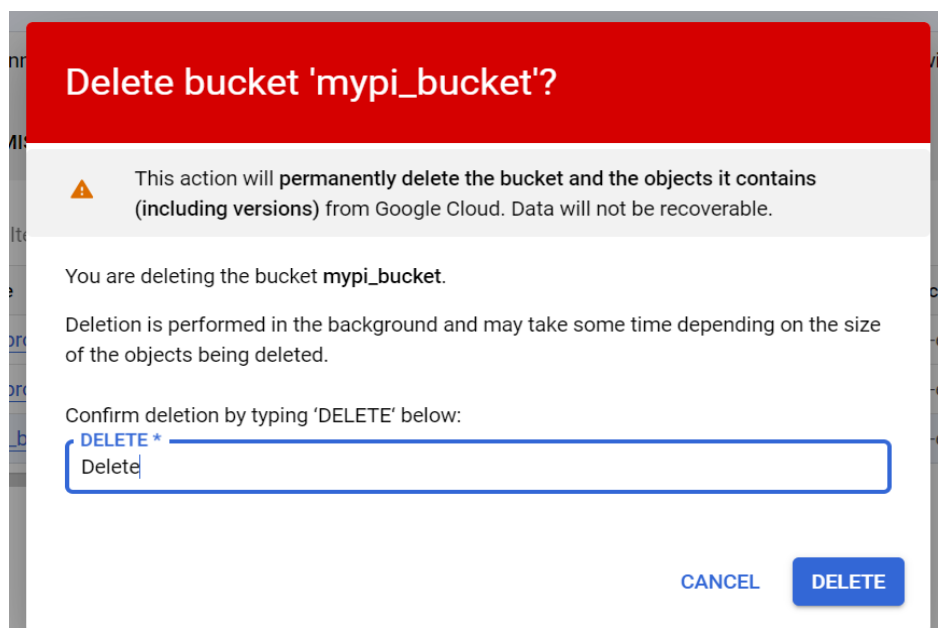 Delete bucket 'mypi_bucket'?
This action will permanently delete the bucket and the objects it contains
(including versions) from Google Cloud. Data will not be recoverable.
You are deleting the bucket mypi_bucket.
Deletion is performed in the background and may take some time depending on the size
of the objects being deleted.
Confirm deletion by typing ‘DELETE‘ below:
DELETE *
Delete
CANCEL
DELETE